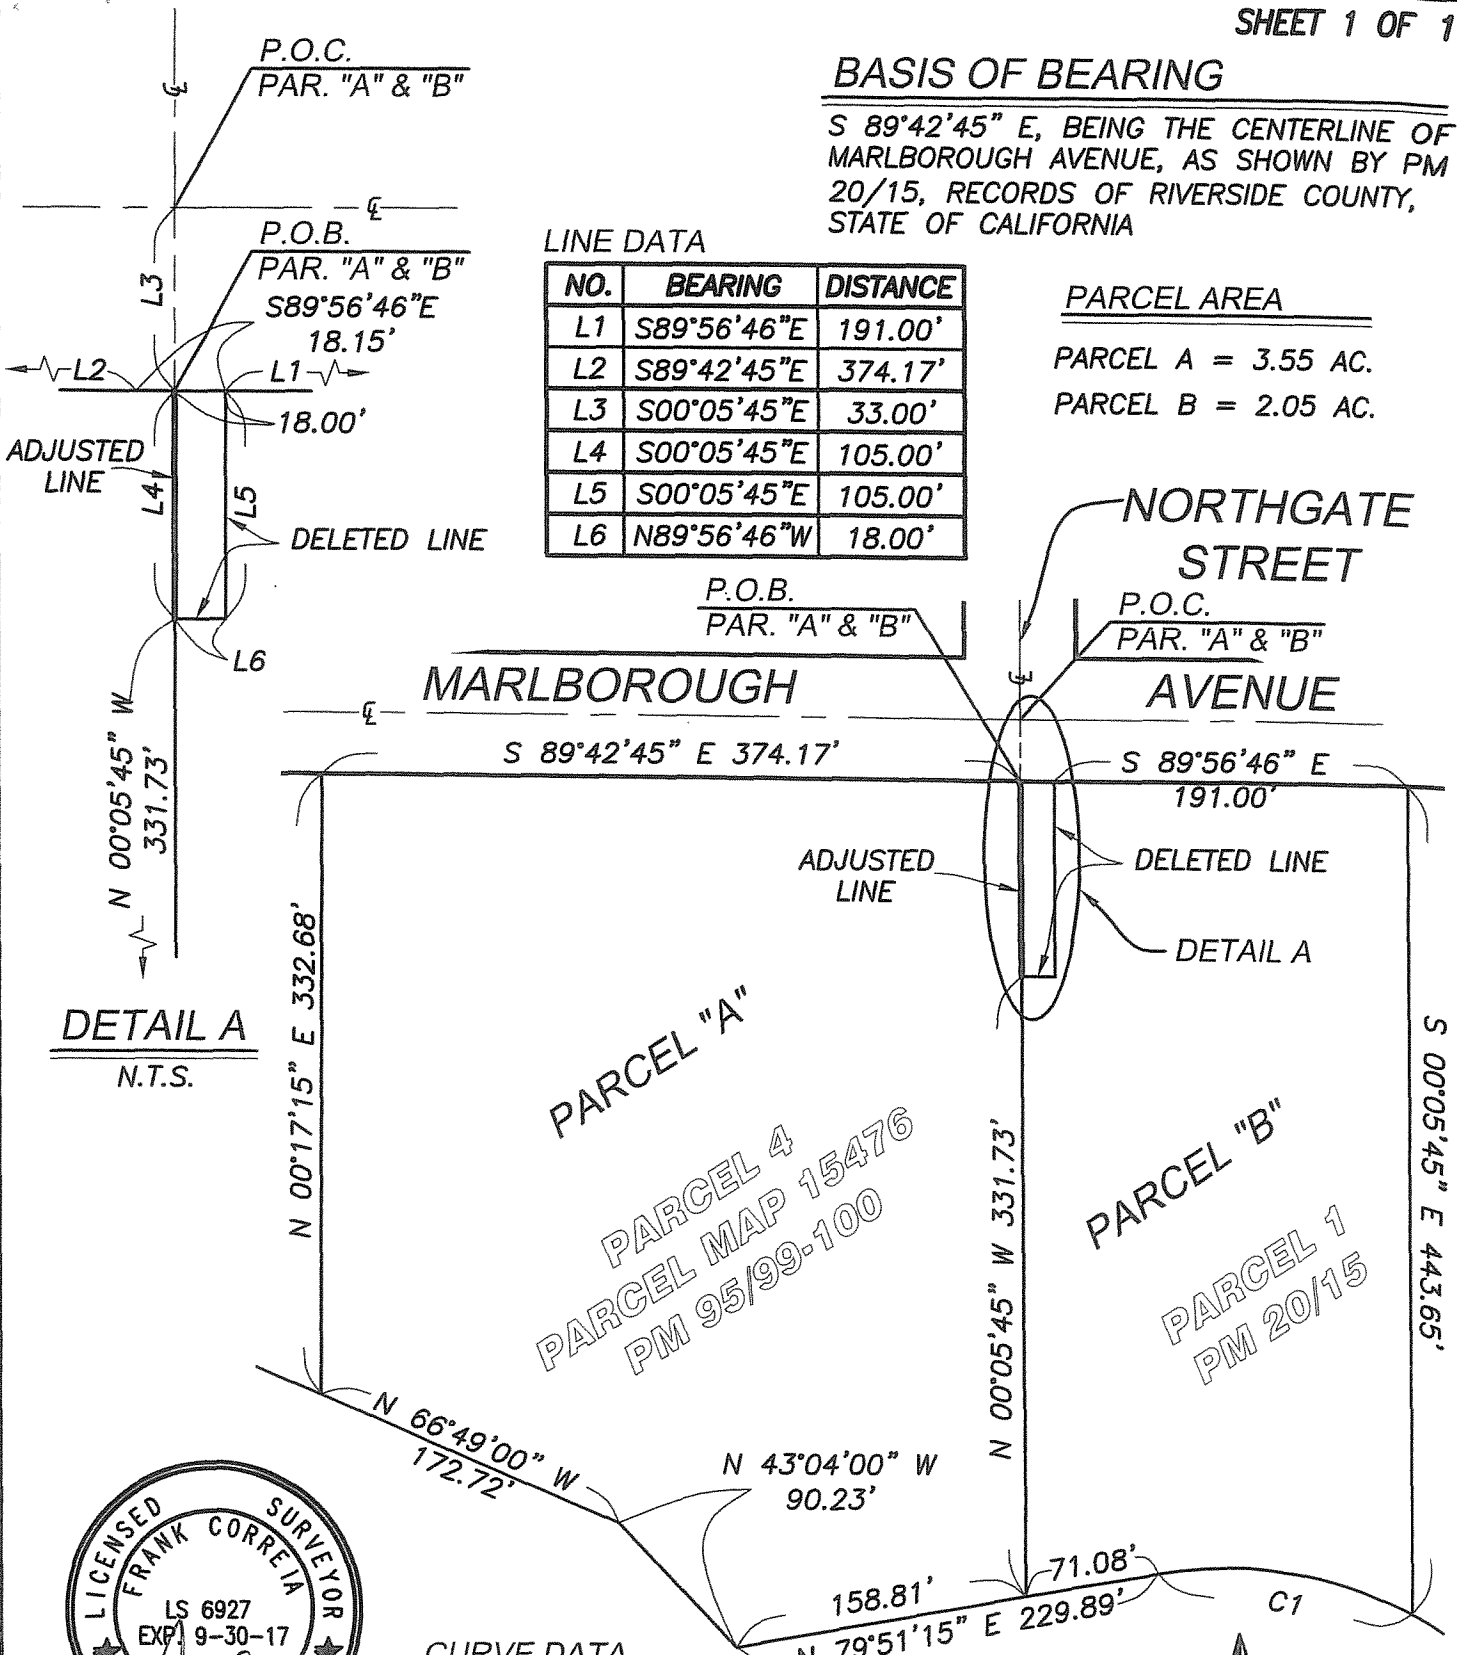 SHEET 1 OF 1
P.O.C.
PAR. "A" & "B"
℄
℄
P.O.B.
PAR. "A" & "B"
S89°56'46"E
18.15'
L3
L2
L1
18.00'
ADJUSTED
LINE
L4
L5
DELETED LINE
L6
N 00°05'45" W
331.73'
DETAIL A
N.T.S.
BASIS OF BEARING
S 89°42'45" E, BEING THE CENTERLINE OF
MARLBOROUGH AVENUE, AS SHOWN BY PM
20/15, RECORDS OF RIVERSIDE COUNTY,
STATE OF CALIFORNIA
LINE DATA
NO. BEARING DISTANCE
L1 S89°56'46"E 191.00'
L2 S89°42'45"E 374.17'
L3 S00°05'45"E 33.00'
L4 S00°05'45"E 105.00'
L5 S00°05'45"E 105.00'
L6 N89°56'46"W 18.00'
PARCEL AREA
PARCEL A = 3.55 AC.
PARCEL B = 2.05 AC.
NORTHGATE
STREET
P.O.B.
PAR. "A" & "B"
P.O.C.
PAR. "A" & "B"
℄
MARLBOROUGH AVENUE
℄
S 89°42'45" E 374.17'
S 89°56'46" E
191.00'
ADJUSTED
LINE
DELETED LINE
DETAIL A
N 00°17'15" E 332.68'
PARCEL "A"
PARCEL 4
PARCEL MAP 15476
PM 95/99-100
N 00°05'45" W 331.73'
PARCEL "B"
PARCEL 1
PM 20/15
S 00°05'45" E 443.65'
N 66°49'00" W
172.72'
N 43°04'00" W
90.23'
158.81'
71.08'
N 79°51'15" E 229.89'
C1
LICENSED SURVEYOR
FRANK CORREIA
LS 6927
EXP. 9-30-17
CURVE DATA